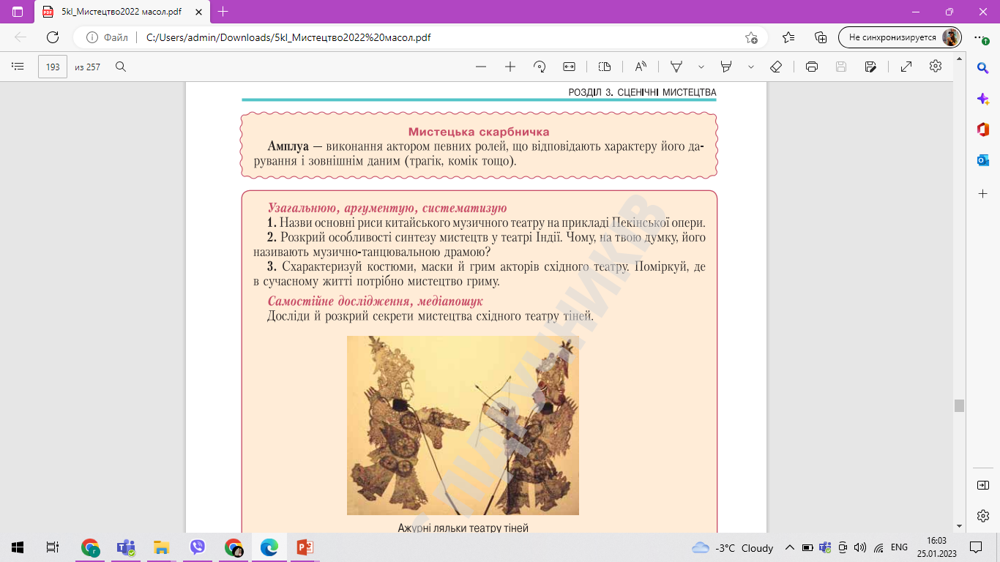 5kl_Мистецтво2022 масол.pdf
Файл
C:/Users/admin/Downloads/5kl_Мистецтво2022%20масол.pdf
Не синхронизируется
193 из 257
РОЗДІЛ 3. СЦЕНІЧНІ МИСТЕЦТВА
Мистецька скарбничка
Амплуа — виконання актором певних ролей, що відповідають характеру його да-
рування і зовнішнім даним (трагік, комік тощо).
Узагальнюю, аргументую, систематизую
1. Назви основні риси китайського музичного театру на прикладі Пекінської опери.
2. Розкрий особливості синтезу мистецтв у театрі Індії. Чому, на твою думку, його
називають музично-танцювальною драмою?
3. Схарактеризуй костюми, маски й грим акторів східного театру. Поміркуй, де
в сучасному житті потрібно мистецтво гриму.
Самостійне дослідження, медіапошук
Досліди й розкрий секрети мистецтва східного театру тіней.
ПІДРУЧНИКІВ
Ажурні ляльки театру тіней
-3°C Cloudy
ENG
16:03
25.01.2023